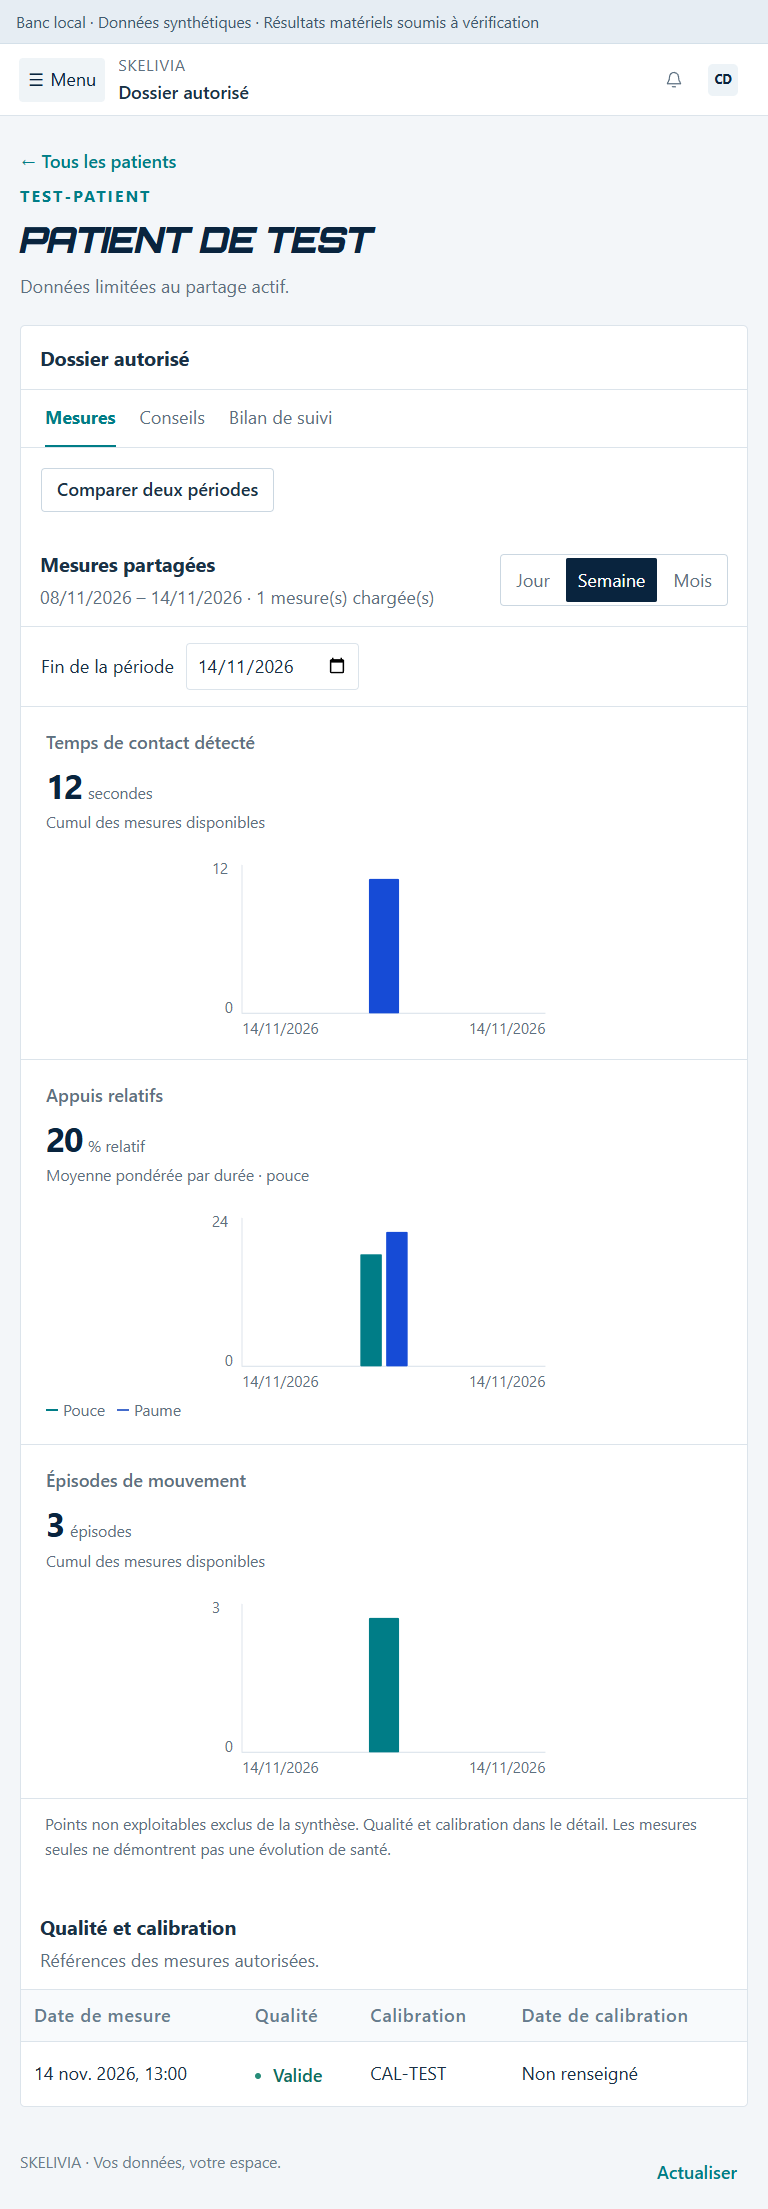 Banc local · Données synthétiques · Résultats matériels soumis à vérification
☰ Menu
SKELIVIA
Dossier autorisé
CD
← Tous les patients
TEST-PATIENT
PATIENT DE TEST
Données limitées au partage actif.
Dossier autorisé
Mesures Conseils Bilan de suivi
Comparer deux périodes
Mesures partagées
08/11/2026 – 14/11/2026 · 1 mesure(s) chargée(s)
Jour Semaine Mois
Fin de la période 14/11/2026
Temps de contact détecté
12 secondes
Cumul des mesures disponibles
12
0
14/11/2026 14/11/2026
Appuis relatifs
20 % relatif
Moyenne pondérée par durée · pouce
24
0
14/11/2026 14/11/2026
Pouce Paume
Épisodes de mouvement
3 épisodes
Cumul des mesures disponibles
3
0
14/11/2026 14/11/2026
Points non exploitables exclus de la synthèse. Qualité et calibration dans le détail. Les mesures
seules ne démontrent pas une évolution de santé.
Qualité et calibration
Références des mesures autorisées.
Date de mesure Qualité Calibration Date de calibration
14 nov. 2026, 13:00 • Valide CAL-TEST Non renseigné
SKELIVIA · Vos données, votre espace.
Actualiser